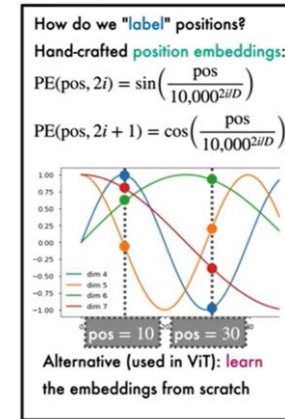 How do we "label" positions?
Hand-crafted position embeddings:
PE(pos, 2i) = sin(pos / 10,000^{2i/D})
PE(pos, 2i + 1) = cos(pos / 10,000^{2i/D})
1.00
0.75
0.50
0.25
0.00
−0.25
−0.50
−0.75
−1.00
dim 4
dim 5
dim 6
dim 7
pos = 10 pos = 30
Alternative (used in ViT): learn
the embeddings from scratch